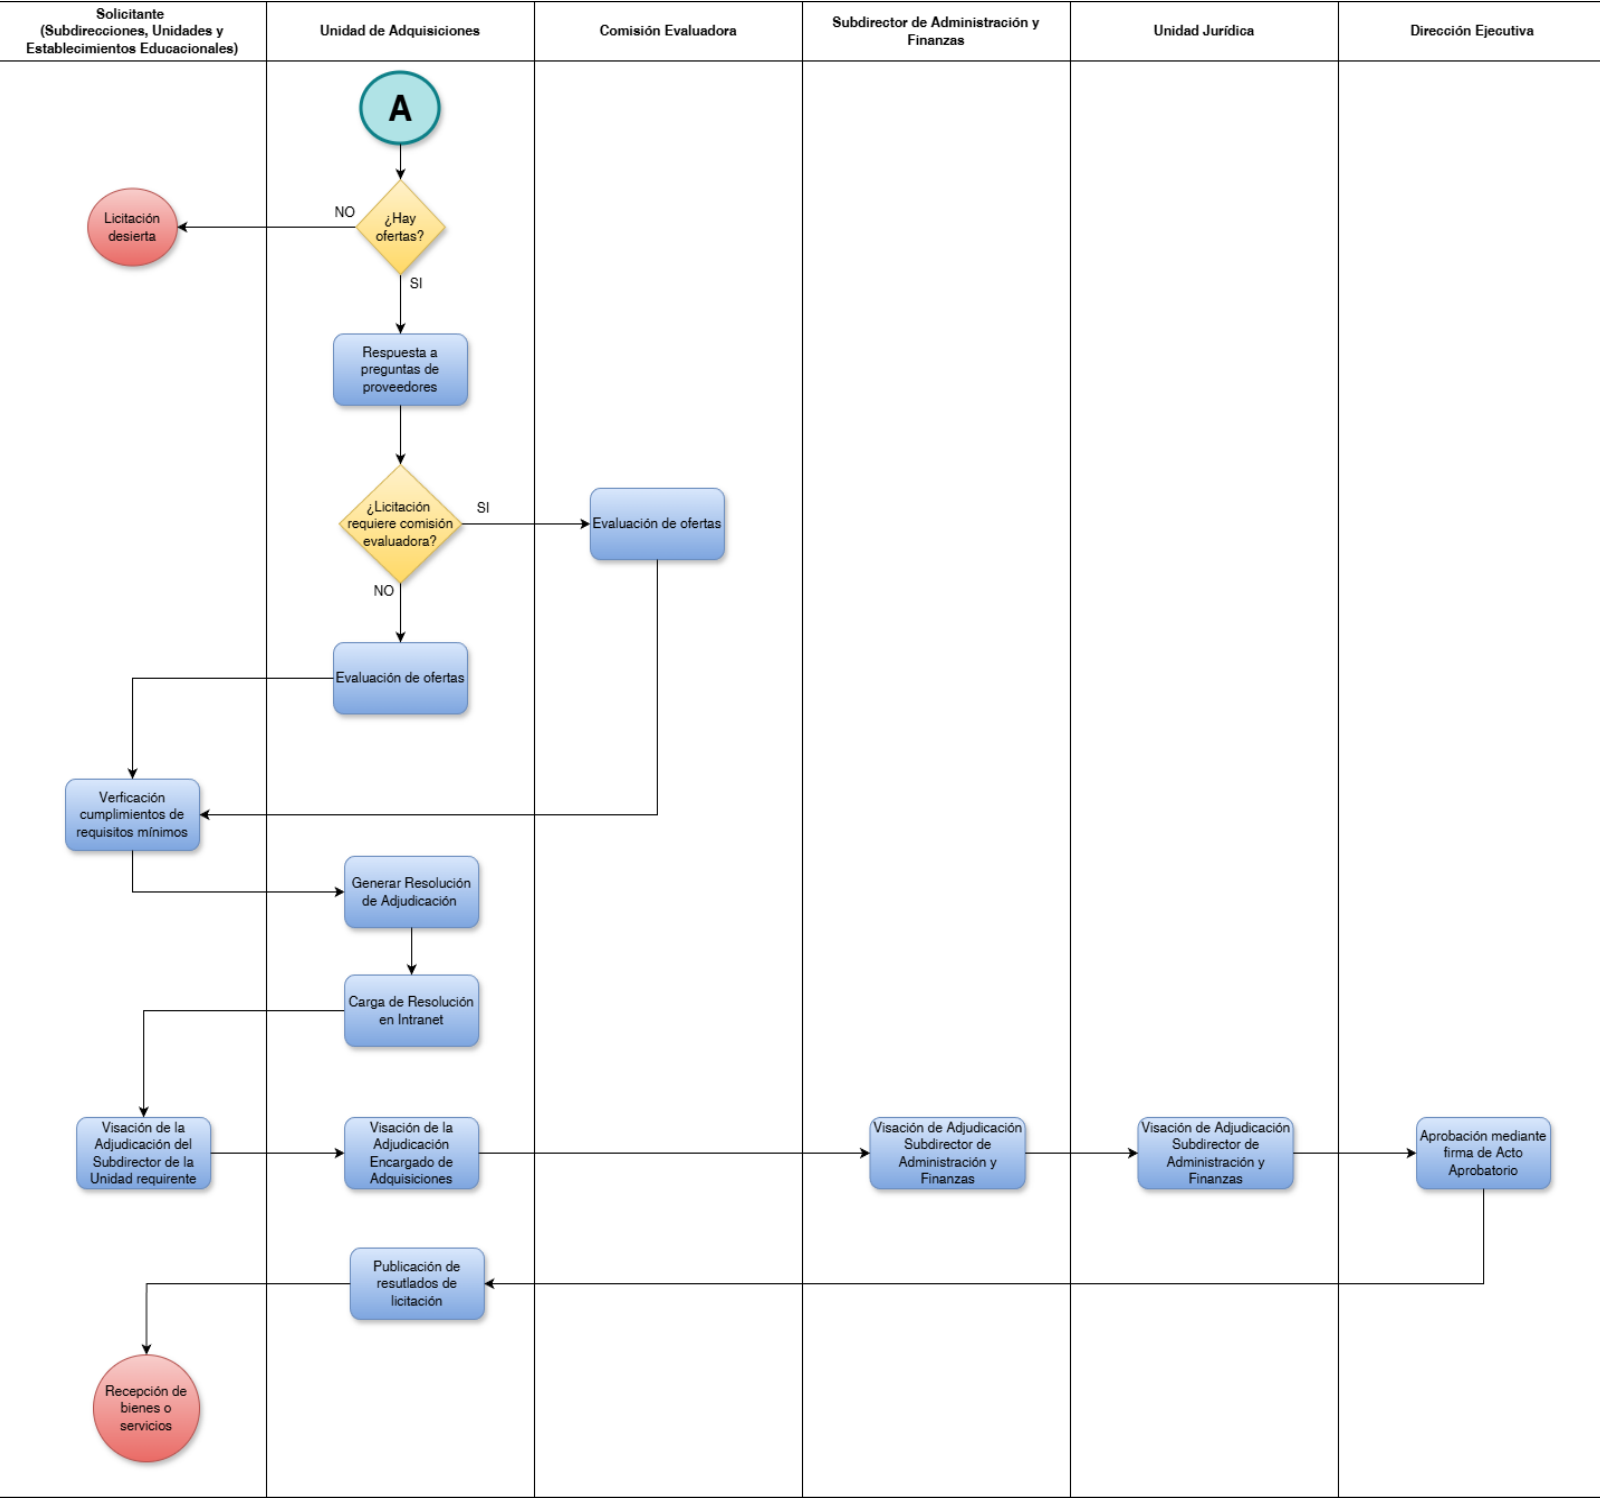 Solicitante
(Subdirecciones, Unidades y
Establecimientos Educacionales)
Unidad de Adquisiciones
Comisión Evaluadora
Subdirector de Administración y
Finanzas
Unidad Jurídica
Dirección Ejecutiva
A
¿Hay
ofertas?
NO
Licitación
desierta
SI
Respuesta a
preguntas de
proveedores
¿Licitación
requiere comisión
evaluadora?
SI
Evaluación de ofertas
NO
Evaluación de ofertas
Verficación
cumplimientos de
requisitos mínimos
Generar Resolución
de Adjudicación
Carga de Resolución
en Intranet
Visación de la
Adjudicación del
Subdirector de la
Unidad requirente
Visación de la
Adjudicación
Encargado de
Adquisiciones
Visación de Adjudicación
Subdirector de
Administración y
Finanzas
Visación de Adjudicación
Subdirector de
Administración y
Finanzas
Aprobación mediante
firma de Acto
Aprobatorio
Publicación de
resutlados de
licitación
Recepción de
bienes o
servicios